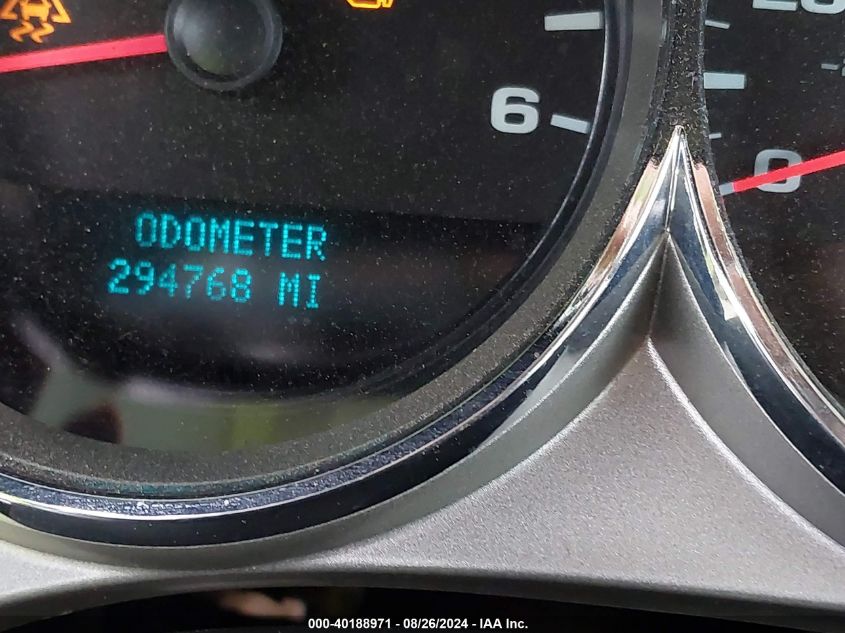 6
0
ODOMETER
294768 MI
000-40188971 - 08/26/2024 - IAA Inc.